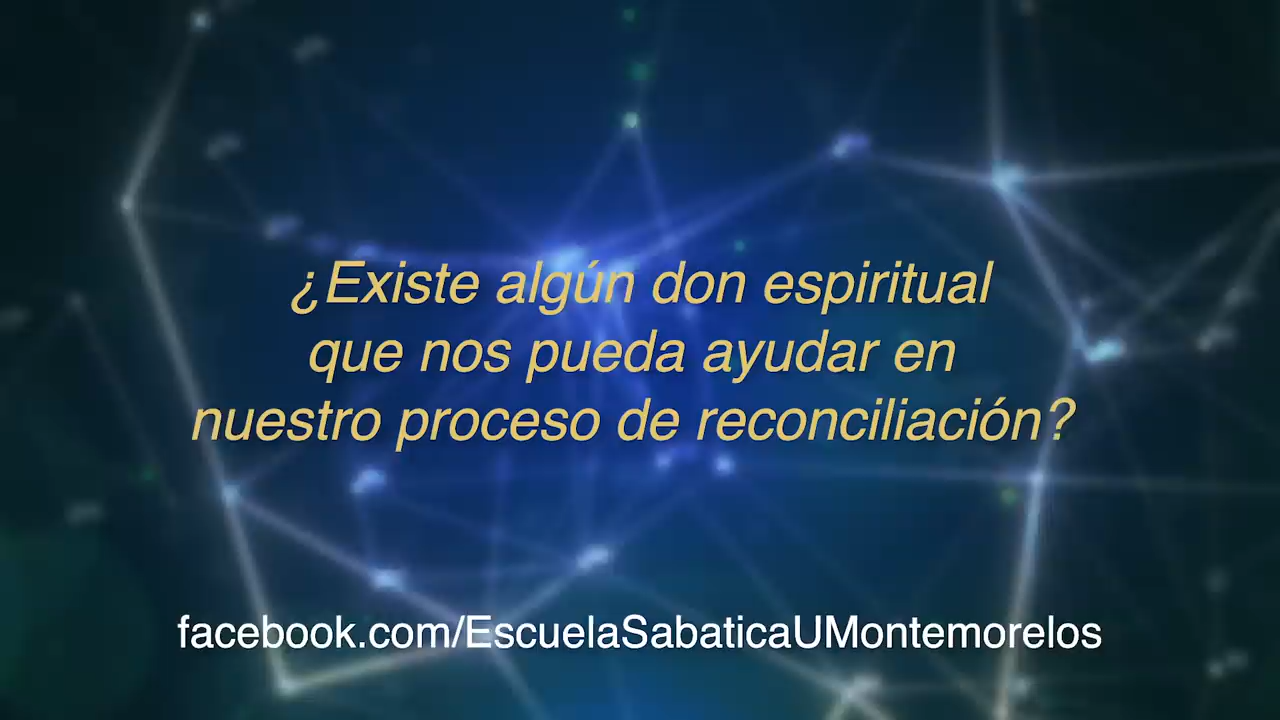 ¿Existe algún don espiritual
que nos pueda ayudar en
nuestro proceso de reconciliación?
facebook.com/EscuelaSabaticaUMontemorelos